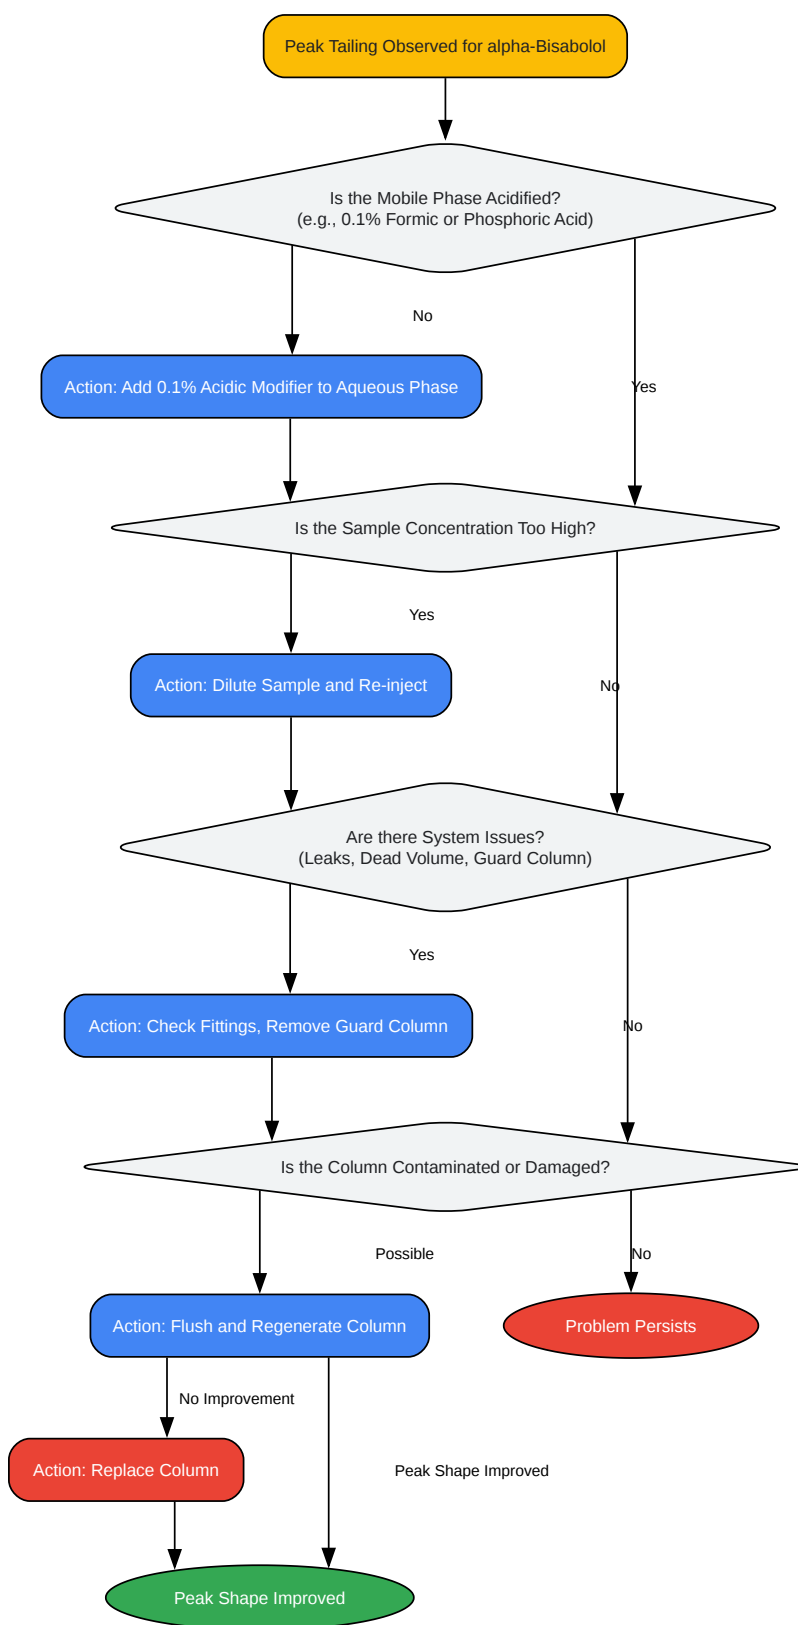 Peak Tailing Observed for alpha-Bisabolol
Is the Mobile Phase Acidified?
(e.g., 0.1% Formic or Phosphoric Acid)
No
Action: Add 0.1% Acidic Modifier to Aqueous Phase
Yes
Is the Sample Concentration Too High?
Yes
Action: Dilute Sample and Re-inject
No
Are there System Issues?
(Leaks, Dead Volume, Guard Column)
Yes
Action: Check Fittings, Remove Guard Column
No
Is the Column Contaminated or Damaged?
Possible
No
Action: Flush and Regenerate Column
Problem Persists
No Improvement
Action: Replace Column
Peak Shape Improved
Peak Shape Improved